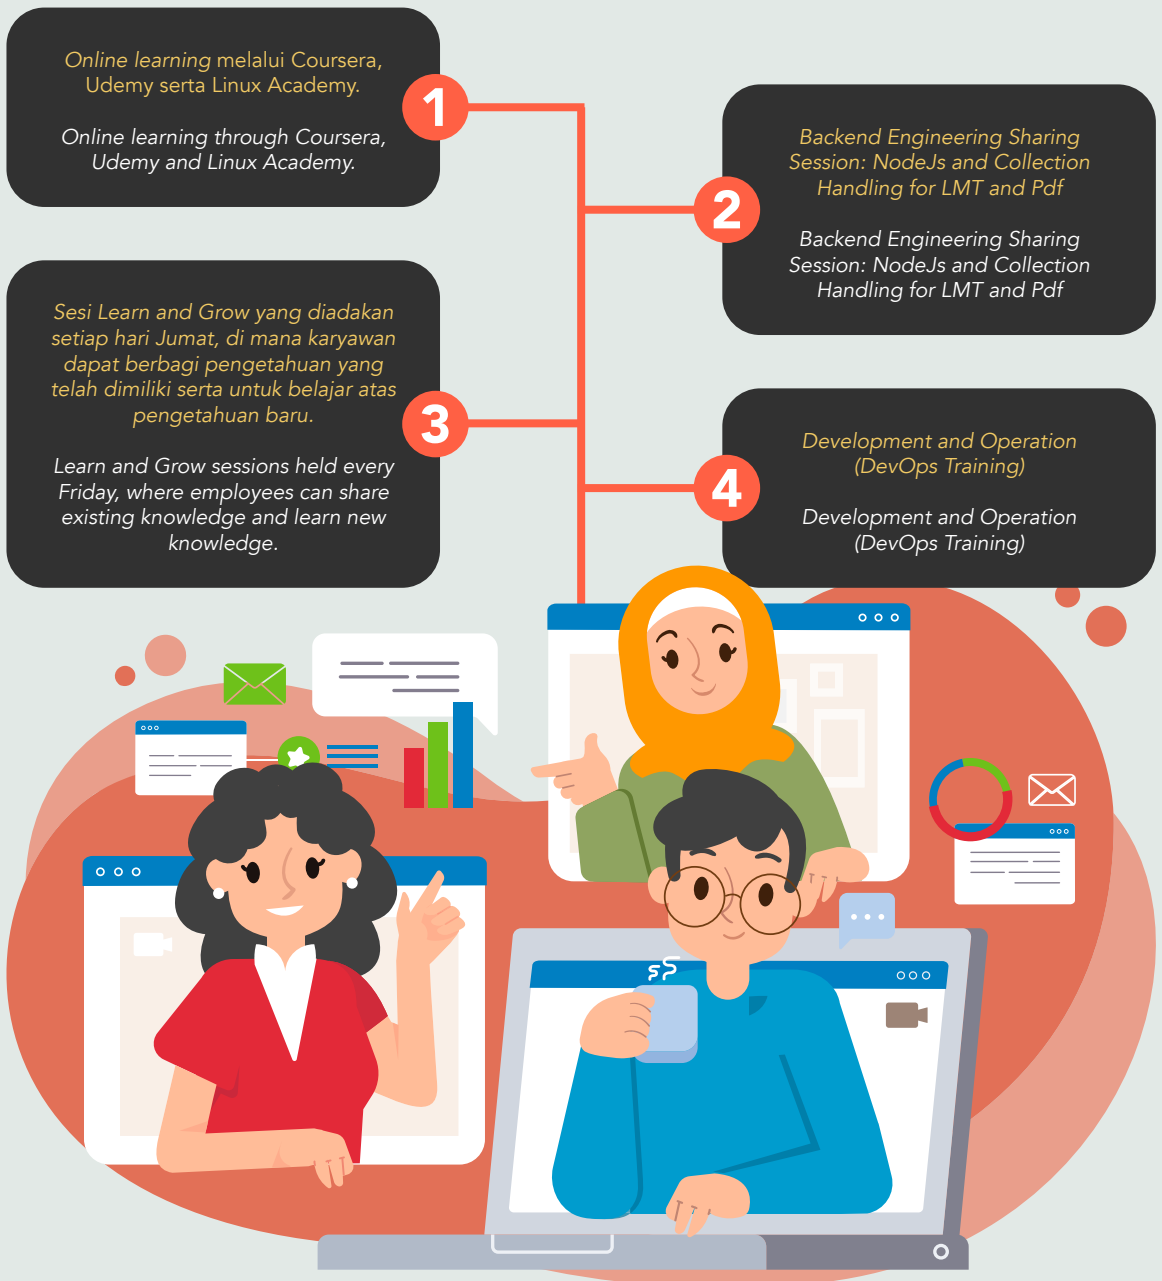 Online learning melalui Coursera,
Udemy serta Linux Academy.
Online learning through Coursera,
Udemy and Linux Academy.
1
Backend Engineering Sharing
Session: NodeJs and Collection
Handling for LMT and Pdf
Backend Engineering Sharing
Session: NodeJs and Collection
Handling for LMT and Pdf
2
Sesi Learn and Grow yang diadakan
setiap hari Jumat, di mana karyawan
dapat berbagi pengetahuan yang
telah dimiliki serta untuk belajar atas
pengetahuan baru.
Learn and Grow sessions held every
Friday, where employees can share
existing knowledge and learn new
knowledge.
3
Development and Operation
(DevOps Training)
Development and Operation
(DevOps Training)
4